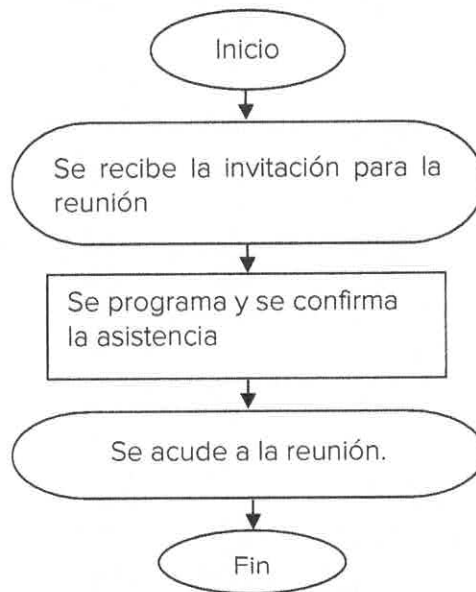 Inicio
Se recibe la invitación para la
reunión
Se programa y se confirma
la asistencia
Se acude a la reunión.
Fin